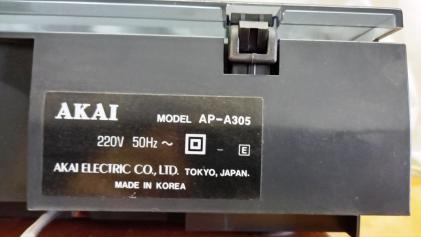 AKAI MODEL AP-A305
220V 50Hz ~ - E
AKAI ELECTRIC CO., LTD. TOKYO, JAPAN.
MADE IN KOREA